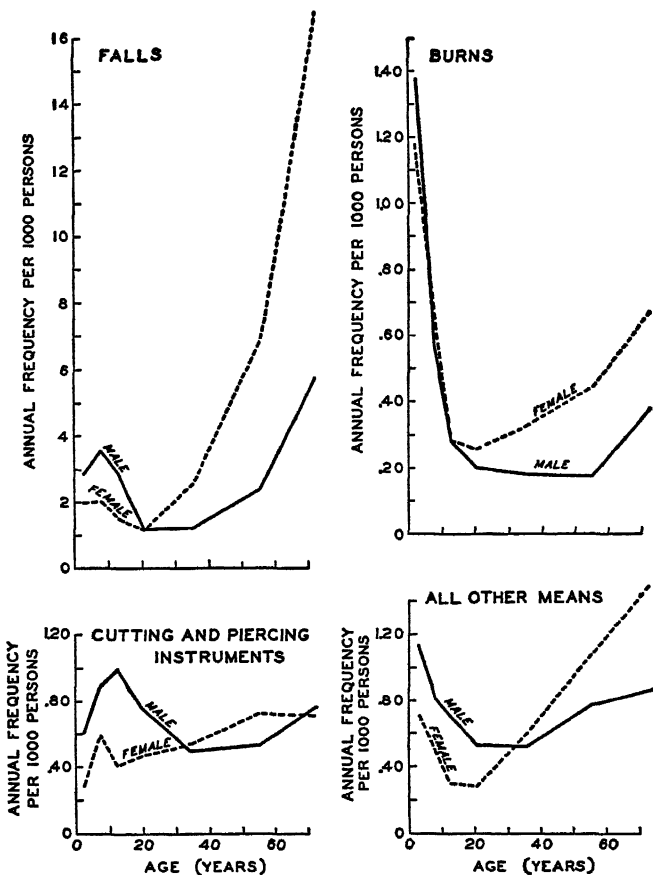 FALLS
ANNUAL FREQUENCY PER 1000 PERSONS
16
14
12
10
8
6
4
2
0
MALE
FEMALE
BURNS
ANNUAL FREQUENCY PER 1000 PERSONS
1.40
1.20
1.00
.80
.60
.40
.20
0
FEMALE
MALE
CUTTING AND PIERCING
INSTRUMENTS
ANNUAL FREQUENCY
PER 1000 PERSONS
1.20
.80
.40
0
MALE
FEMALE
0 20 40 60
AGE (YEARS)
ALL OTHER MEANS
ANNUAL FREQUENCY
PER 1000 PERSONS
1.20
.80
.40
0
MALE
FEMALE
0 20 40 60
AGE (YEARS)